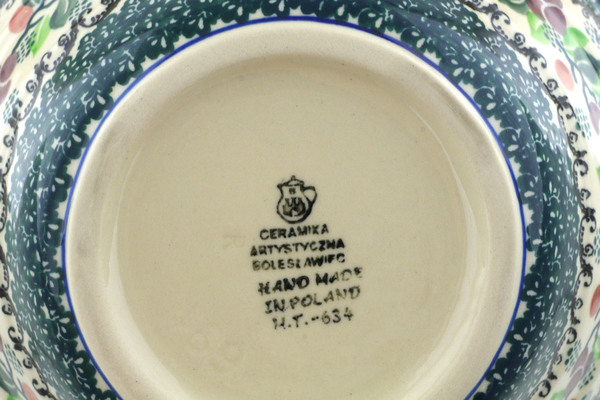 CERAMIKA
ARTYSTYCZNA
BOLESŁAWIEC
HAND MADE
IN POLAND
H.T.-634